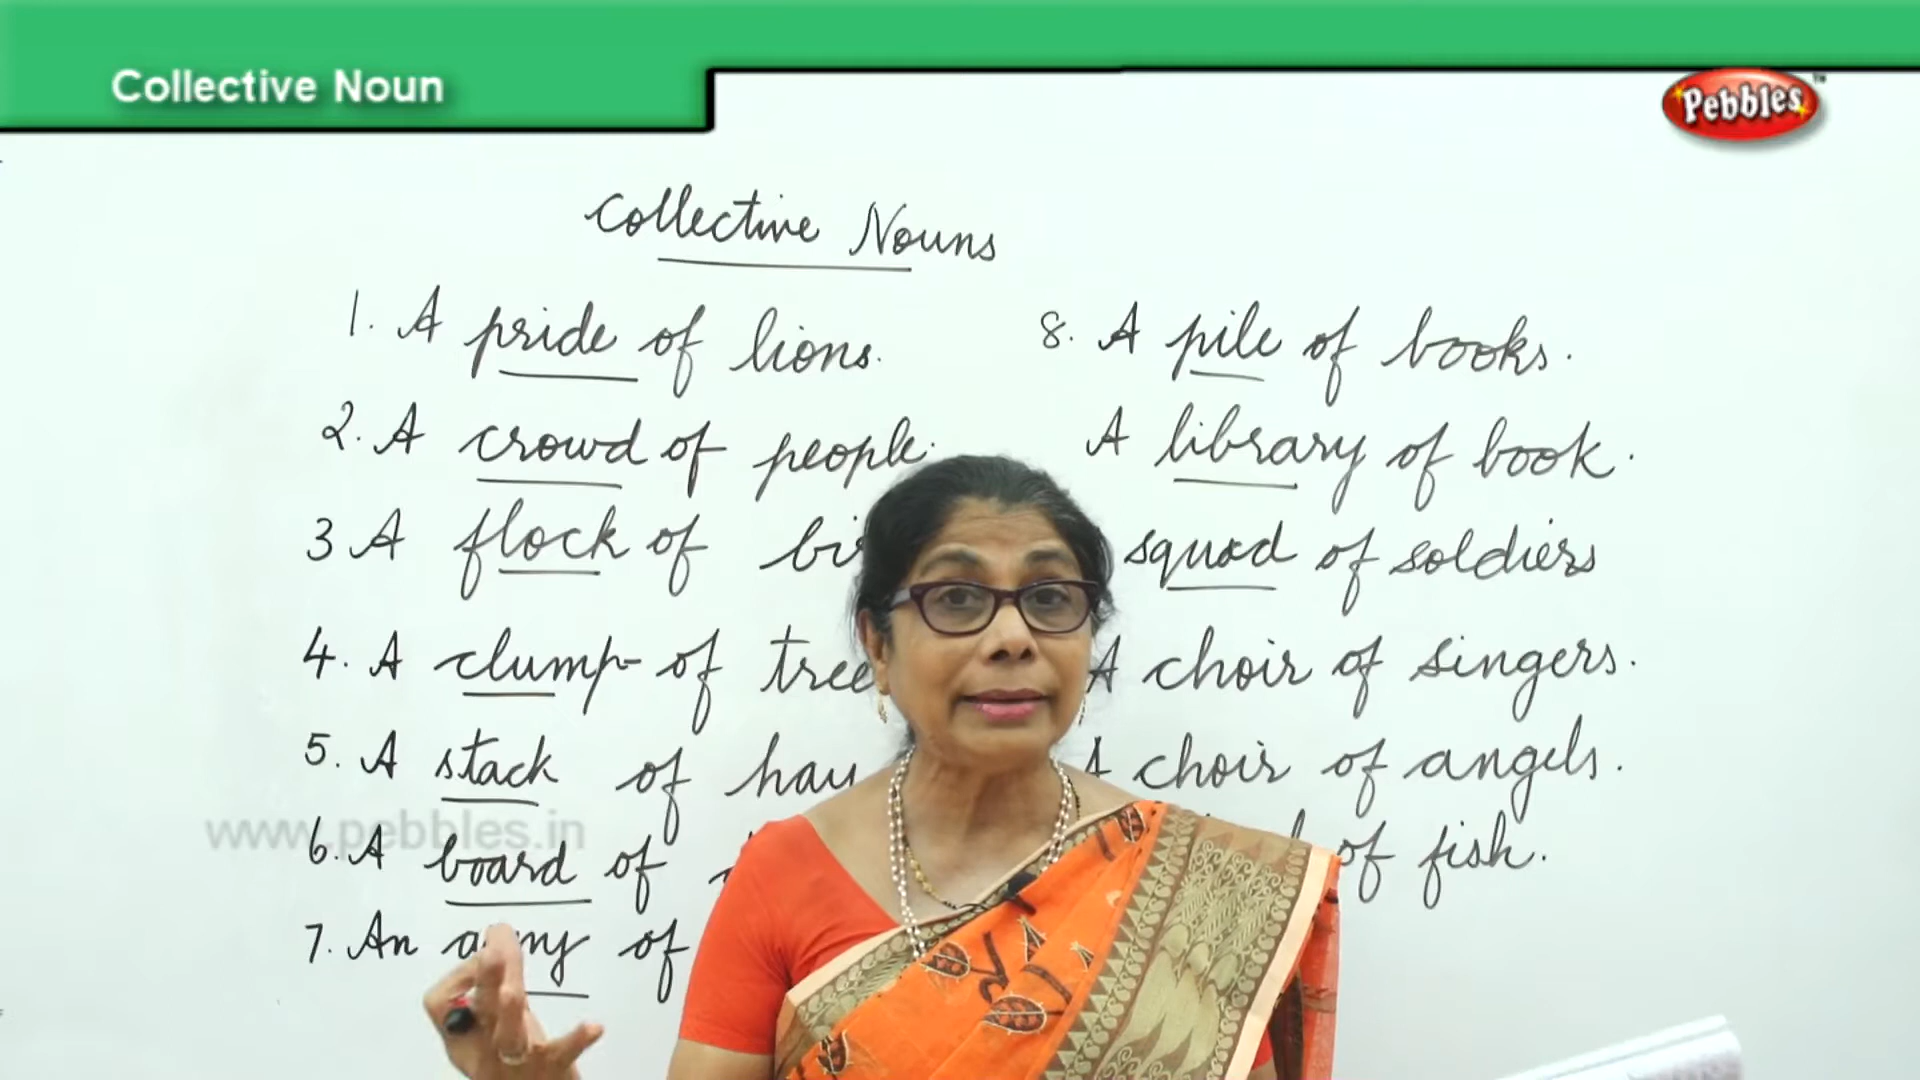 Collective Noun
Pebbles
Collective Nouns
1. A pride of lions.
2. A crowd of people.
3 A flock of
4. A clump of
5. A stack of
6. A board of
7. An army of
8. A pile of books.
A library of book.
squad of soldiers
A choir of singers.
A choir of angels.
of fish.
www.pebbles.in